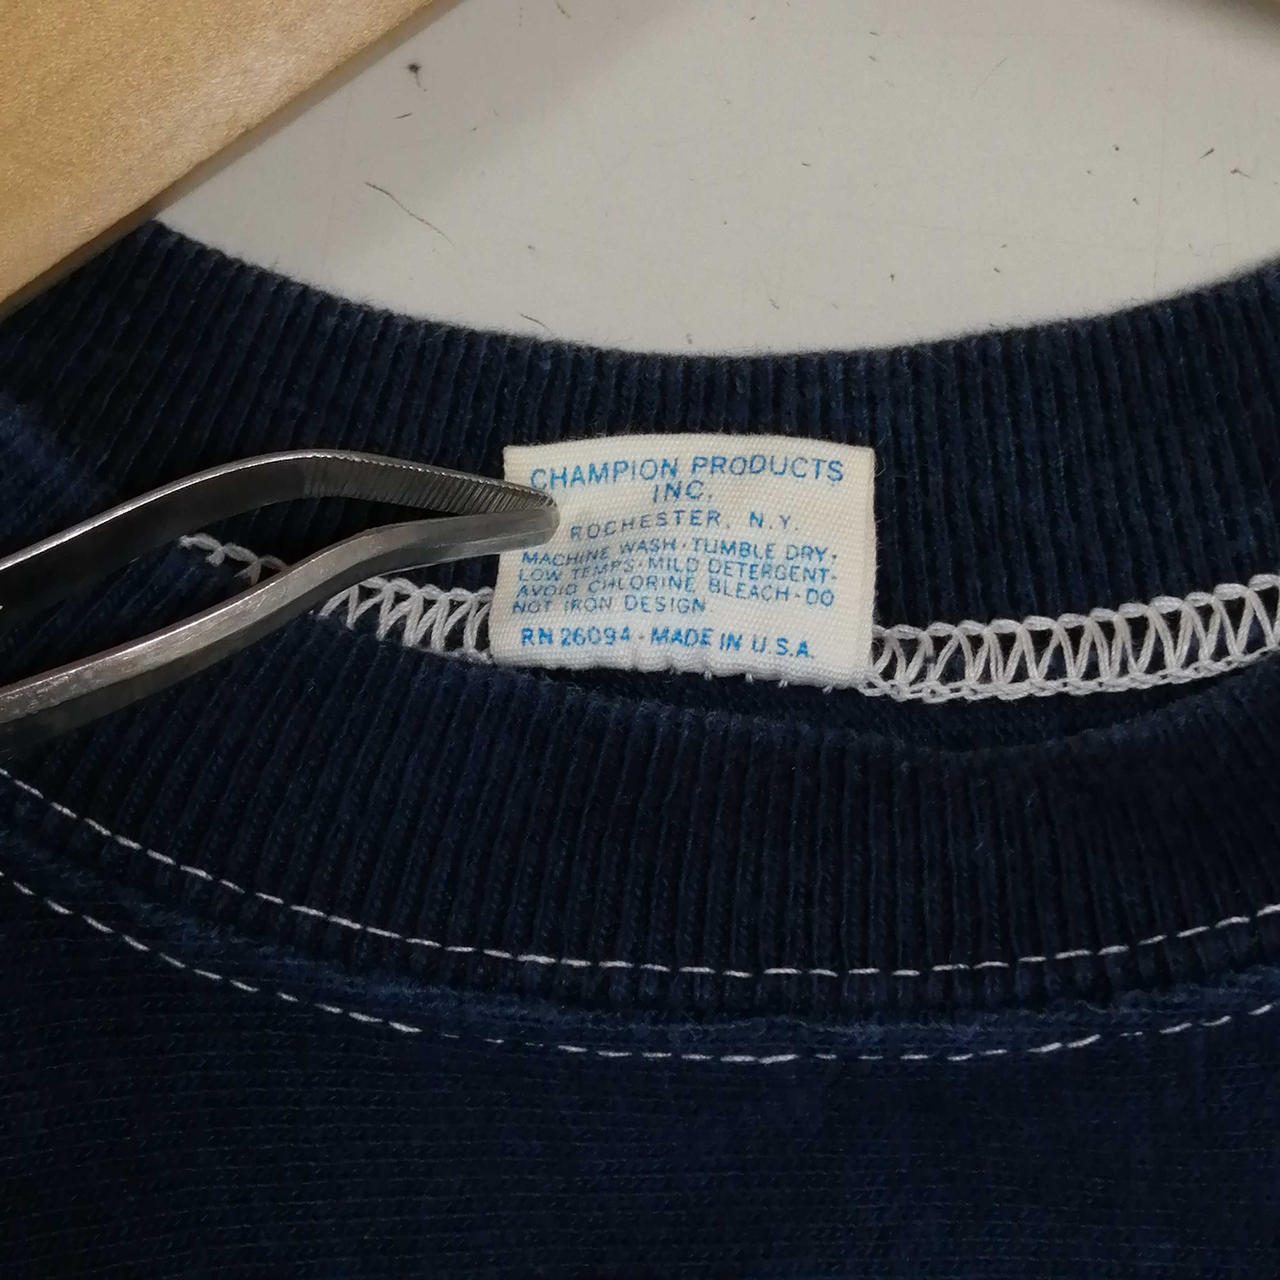 CHAMPION PRODUCTS
INC.
ROCHESTER, N.Y.
MACHINE WASH · TUMBLE DRY ·
LOW TEMPS · MILD DETERGENT ·
AVOID CHLORINE BLEACH · DO
NOT IRON DESIGN
RN 26094 · MADE IN U.S.A.